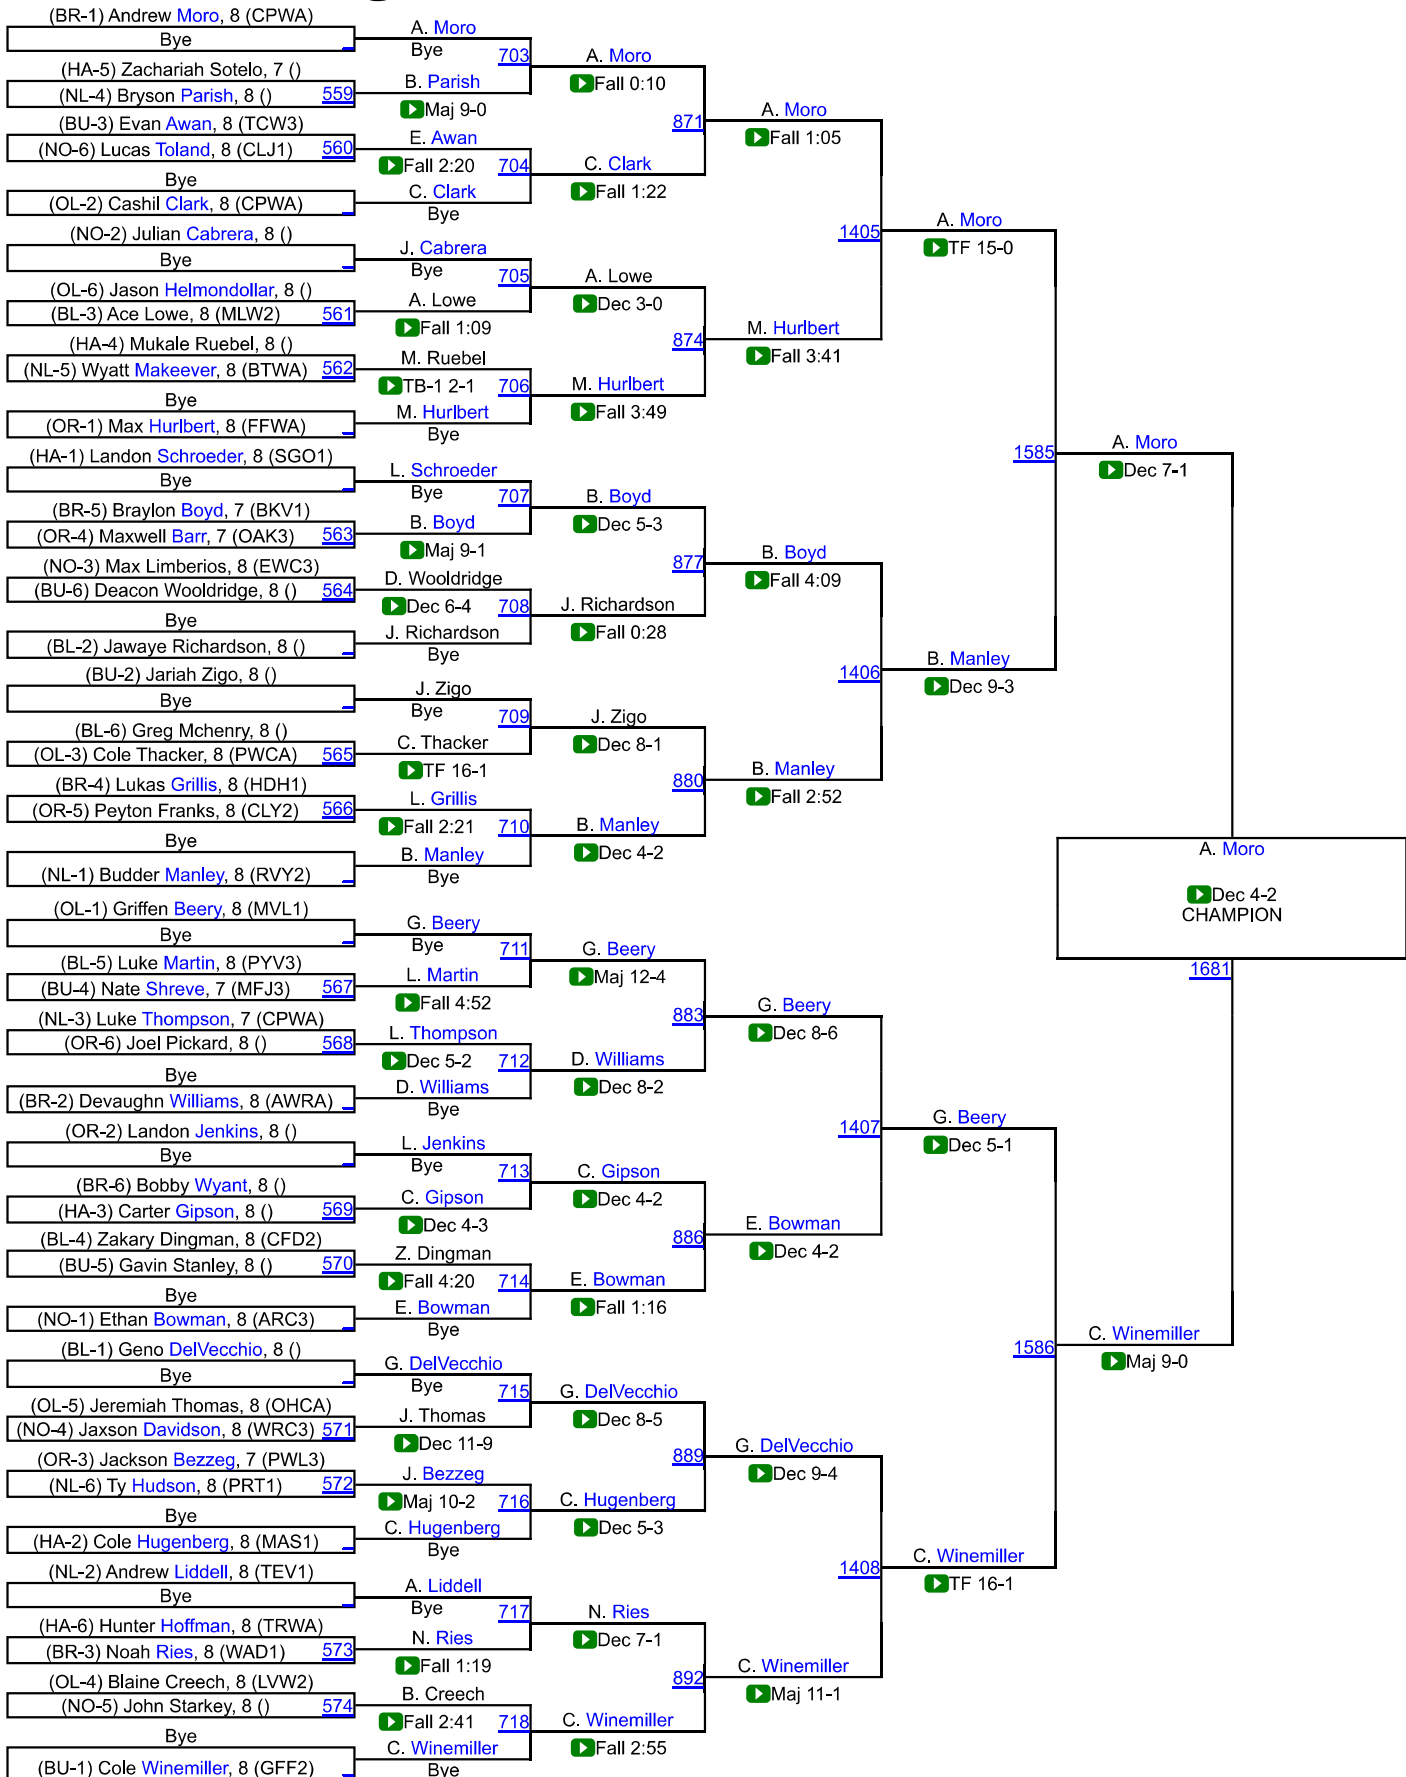 (BR-1) Andrew Moro, 8 (CPWA)
Bye
(HA-5) Zachariah Sotelo, 7 ()
(NL-4) Bryson Parish, 8 () 559
(BU-3) Evan Awan, 8 (TCW3)
(NO-6) Lucas Toland, 8 (CLJ1) 560
Bye
(OL-2) Cashil Clark, 8 (CPWA)
(NO-2) Julian Cabrera, 8 ()
Bye
(OL-6) Jason Helmondollar, 8 ()
(BL-3) Ace Lowe, 8 (MLW2) 561
(HA-4) Mukale Ruebel, 8 ()
(NL-5) Wyatt Makeever, 8 (BTWA) 562
Bye
(OR-1) Max Hurlbert, 8 (FFWA)
(HA-1) Landon Schroeder, 8 (SGO1)
Bye
(BR-5) Braylon Boyd, 7 (BKV1)
(OR-4) Maxwell Barr, 7 (OAK3) 563
(NO-3) Max Limberios, 8 (EWC3)
(BU-6) Deacon Wooldridge, 8 () 564
Bye
(BL-2) Jawaye Richardson, 8 ()
(BU-2) Jariah Zigo, 8 ()
Bye
(BL-6) Greg Mchenry, 8 ()
(OL-3) Cole Thacker, 8 (PWCA) 565
(BR-4) Lukas Grillis, 8 (HDH1)
(OR-5) Peyton Franks, 8 (CLY2) 566
Bye
(NL-1) Budder Manley, 8 (RVY2)
(OL-1) Griffen Beery, 8 (MVL1)
Bye
(BL-5) Luke Martin, 8 (PYV3)
(BU-4) Nate Shreve, 7 (MFJ3) 567
(NL-3) Luke Thompson, 7 (CPWA)
(OR-6) Joel Pickard, 8 () 568
Bye
(BR-2) Devaughn Williams, 8 (AWRA)
(OR-2) Landon Jenkins, 8 ()
Bye
(BR-6) Bobby Wyant, 8 ()
(HA-3) Carter Gipson, 8 () 569
(BL-4) Zakary Dingman, 8 (CFD2)
(BU-5) Gavin Stanley, 8 () 570
Bye
(NO-1) Ethan Bowman, 8 (ARC3)
(BL-1) Geno DelVecchio, 8 ()
Bye
(OL-5) Jeremiah Thomas, 8 (OHCA)
(NO-4) Jaxson Davidson, 8 (WRC3) 571
(OR-3) Jackson Bezzeg, 7 (PWL3)
(NL-6) Ty Hudson, 8 (PRT1) 572
Bye
(HA-2) Cole Hugenberg, 8 (MAS1)
(NL-2) Andrew Liddell, 8 (TEV1)
Bye
(HA-6) Hunter Hoffman, 8 (TRWA)
(BR-3) Noah Ries, 8 (WAD1) 573
(OL-4) Blaine Creech, 8 (LVW2)
(NO-5) John Starkey, 8 () 574
Bye
(BU-1) Cole Winemiller, 8 (GFF2)
A. Moro
Bye
703
B. Parish
Maj 9-0
E. Awan
Fall 2:20
704
C. Clark
Bye
J. Cabrera
Bye
705
A. Lowe
Fall 1:09
M. Ruebel
TB-1 2-1
706
M. Hurlbert
Bye
L. Schroeder
Bye
707
B. Boyd
Maj 9-1
D. Wooldridge
Dec 6-4
708
J. Richardson
Bye
J. Zigo
Bye
709
C. Thacker
TF 16-1
L. Grillis
Fall 2:21
710
B. Manley
Bye
G. Beery
Bye
711
L. Martin
Fall 4:52
L. Thompson
Dec 5-2
712
D. Williams
Bye
L. Jenkins
Bye
713
C. Gipson
Dec 4-3
Z. Dingman
Fall 4:20
714
E. Bowman
Bye
G. DelVecchio
Bye
715
J. Thomas
Dec 11-9
J. Bezzeg
Maj 10-2
716
C. Hugenberg
Bye
A. Liddell
Bye
717
N. Ries
Fall 1:19
B. Creech
Fall 2:41
718
C. Winemiller
Bye
A. Moro
Fall 0:10
871
C. Clark
Fall 1:22
A. Lowe
Dec 3-0
874
M. Hurlbert
Fall 3:49
B. Boyd
Dec 5-3
877
J. Richardson
Fall 0:28
J. Zigo
Dec 8-1
880
B. Manley
Dec 4-2
G. Beery
Maj 12-4
883
D. Williams
Dec 8-2
C. Gipson
Dec 4-2
886
E. Bowman
Fall 1:16
G. DelVecchio
Dec 8-5
889
C. Hugenberg
Dec 5-3
N. Ries
Dec 7-1
892
C. Winemiller
Fall 2:55
A. Moro
Fall 1:05
1405
M. Hurlbert
Fall 3:41
B. Boyd
Fall 4:09
1406
B. Manley
Fall 2:52
G. Beery
Dec 8-6
1407
E. Bowman
Dec 4-2
G. DelVecchio
Dec 9-4
1408
C. Winemiller
Maj 11-1
A. Moro
TF 15-0
1585
B. Manley
Dec 9-3
G. Beery
Dec 5-1
1586
C. Winemiller
TF 16-1
A. Moro
Dec 7-1
A. Moro
Dec 4-2
CHAMPION
1681
C. Winemiller
Maj 9-0